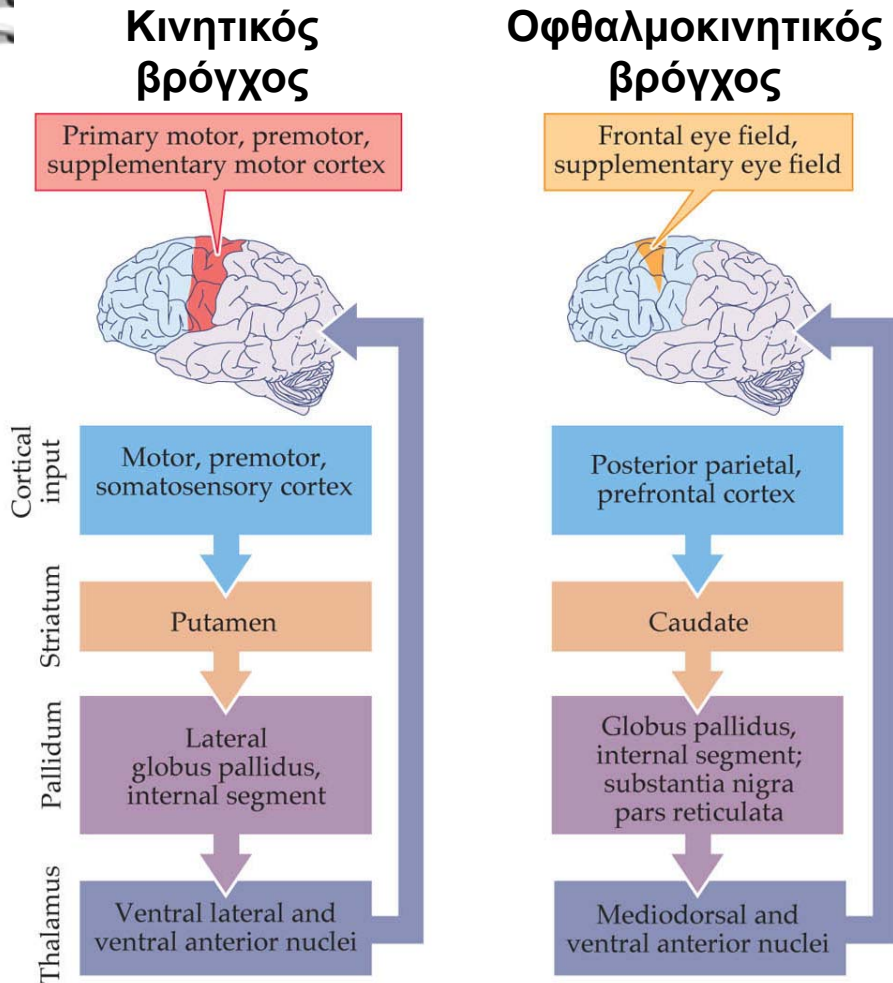 Κινητικός
βρόγχος
Primary motor, premotor,
supplementary motor cortex
Cortical
input
Motor, premotor,
somatosensory cortex
Striatum
Putamen
Pallidum
Lateral
globus pallidus,
internal segment
Thalamus
Ventral lateral and
ventral anterior nuclei
Οφθαλμοκινητικός
βρόγχος
Frontal eye field,
supplementary eye field
Posterior parietal,
prefrontal cortex
Caudate
Globus pallidus,
internal segment;
substantia nigra
pars reticulata
Mediodorsal and
ventral anterior nuclei